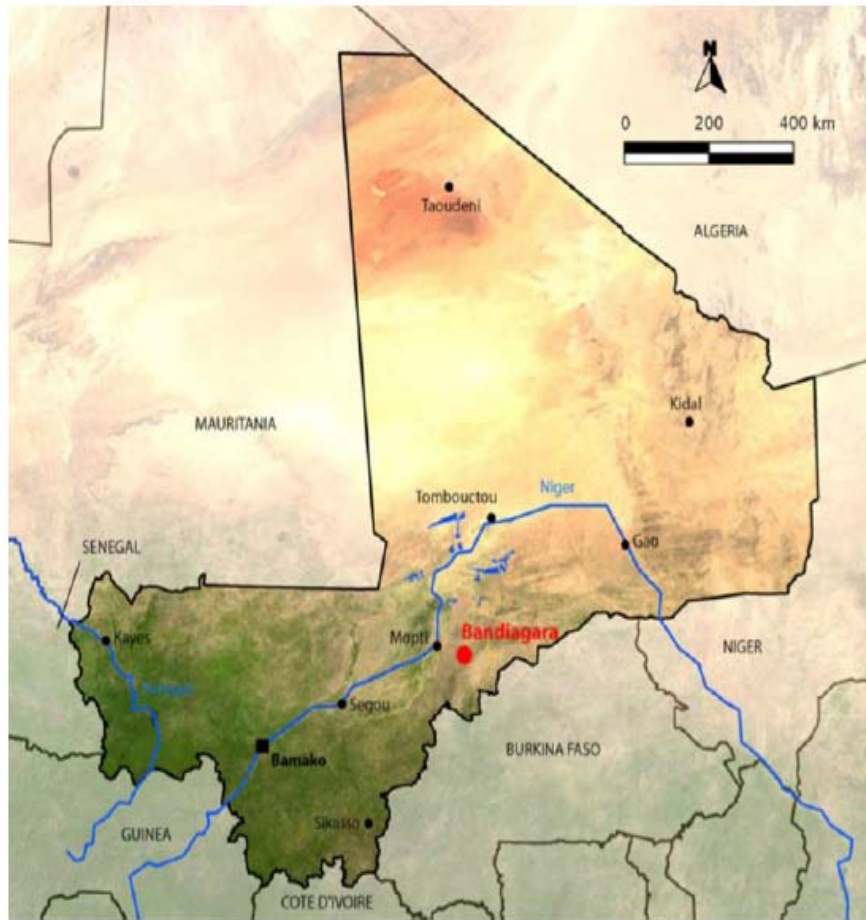 N
0 200 400 km
Taoudeni
ALGERIA
Kidal
MAURITANIA
Tombouctou
Niger
Gao
SENEGAL
Kayes
Mopti
Bandiagara
NIGER
Segou
Bamako
BURKINA FASO
Sikasso
GUINEA
COTE D'IVOIRE